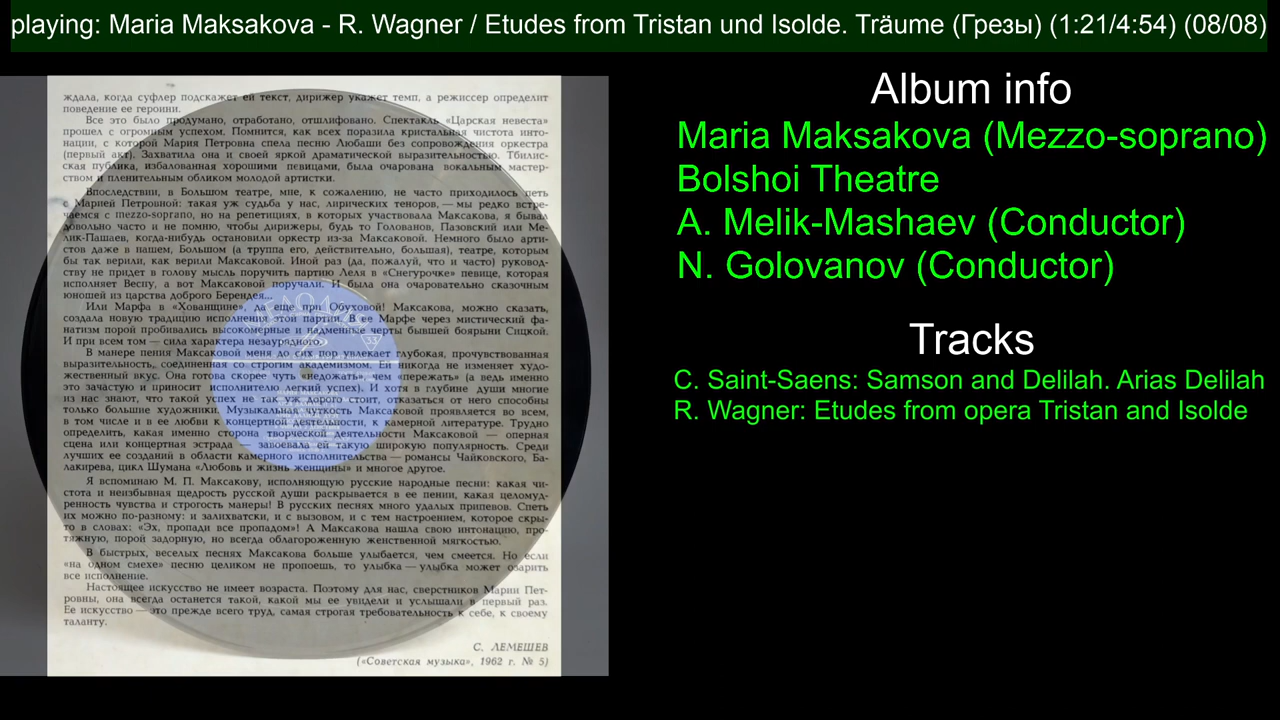 playing: Maria Maksakova - R. Wagner / Etudes from Tristan und Isolde. Träume (Грезы) (1:21/4:54) (08/08)
ждала, когда суфлер подскажет ей текст, дирижер укажет темп, а режиссер определит
поведение ее героини.
Все это было продумано, отработано, отшлифовано. Спектакль «Царская невеста»
прошел с огромным успехом. Помнится, как всех поразила кристальная чистота инто-
нации, с которой Мария Петровна спела песню Любаши без сопровождения оркестра
(первый акт). Захватила она и своей яркой драматической выразительностью. Тбилис-
ская публика, избалованная хорошими певицами, была очарована вокальным мастер-
ством и пленительным обликом молодой артистки.
Впоследствии, в Большом театре, мне, к сожалению, не часто приходилось петь
с Марией Петровной: такая уж судьба у нас, лирических теноров, — мы редко встре-
чаемся с mezzo-soprano, но на репетициях, в которых участвовала Максакова, я бывал
довольно часто и не помню, чтобы дирижеры, будь то Голованов, Пазовский или Ме-
лик-Пашаев, когда-нибудь остановили оркестр из-за Максаковой. Немного было арти-
стов даже в нашем, Большом (а труппа его, действительно, большая), театре, которым
бы так верили, как верили Максаковой. Иной раз (да, пожалуй, что и часто) руковод-
ству не придет в голову мысль поручить партию Леля в «Снегурочке» певице, которая
исполняет Весну, а вот Максаковой поручали. И была она очаровательно сказочным
юношей из царства доброго Берендея...
Или Марфа в «Хованщине», да еще при Обуховой! Максакова, можно сказать,
создала новую традицию исполнения этой партии. В ее Марфе через мистический фа-
натизм порой пробивались высокомерные и надменные черты бывшей боярыни Сицкой.
И при всем том — сила характера незаурядного.
В манере пения Максаковой меня до сих пор увлекает глубокая, прочувствованная
выразительность, соединенная со строгим академизмом. Ей никогда не изменяет худо-
жественный вкус. Она готова скорее чуть «недожать», чем «пережать» (а ведь именно
это зачастую и приносит исполнителю легкий успех). И хотя в глубине души многие
из нас знают, что такой успех не так уж дорого стоит, отказаться от него способны
только большие художники. Музыкальная чуткость Максаковой проявляется во всем,
в том числе и в ее любви к концертной деятельности, к камерной литературе. Трудно
определить, какая именно сторона творческой деятельности Максаковой — оперная
сцена или концертная эстрада — завоевала ей такую широкую популярность. Среди
лучших ее созданий в области камерного исполнительства — романсы Чайковского, Ба-
лакирева, цикл Шумана «Любовь и жизнь женщины» и многое другое.
Я вспоминаю М. П. Максакову, исполняющую русские народные песни: какая чи-
стота и неизбывная щедрость русской души раскрывается в ее пении, какая целомуд-
ренность чувства и строгость манеры! В русских песнях много удалых припевов. Спеть
их можно по-разному: и залихватски, и с вызовом, и с тем настроением, которое скры-
то в словах: «Эх, пропади все пропадом»! А Максакова нашла свою интонацию, про-
тяжную, порой задорную, но всегда облагороженную женственной мягкостью.
В быстрых, веселых песнях Максакова больше улыбается, чем смеется. Но если
«на одном смехе» песню целиком не пропоешь, то улыбка — улыбка может озарить
все исполнение.
Настоящее искусство не имеет возраста. Поэтому для нас, сверстников Марии Пет-
ровны, она всегда останется такой, какой мы ее увидели и услышали в первый раз.
Ее искусство — это прежде всего труд, самая строгая требовательность к себе, к своему
таланту.
С. ЛЕМЕШЕВ
(«Советская музыка», 1962 г. № 5)
МЕЛОДИЯ
33
Album info
Maria Maksakova (Mezzo-soprano)
Bolshoi Theatre
A. Melik-Mashaev (Conductor)
N. Golovanov (Conductor)
Tracks
C. Saint-Saens: Samson and Delilah. Arias Delilah
R. Wagner: Etudes from opera Tristan and Isolde